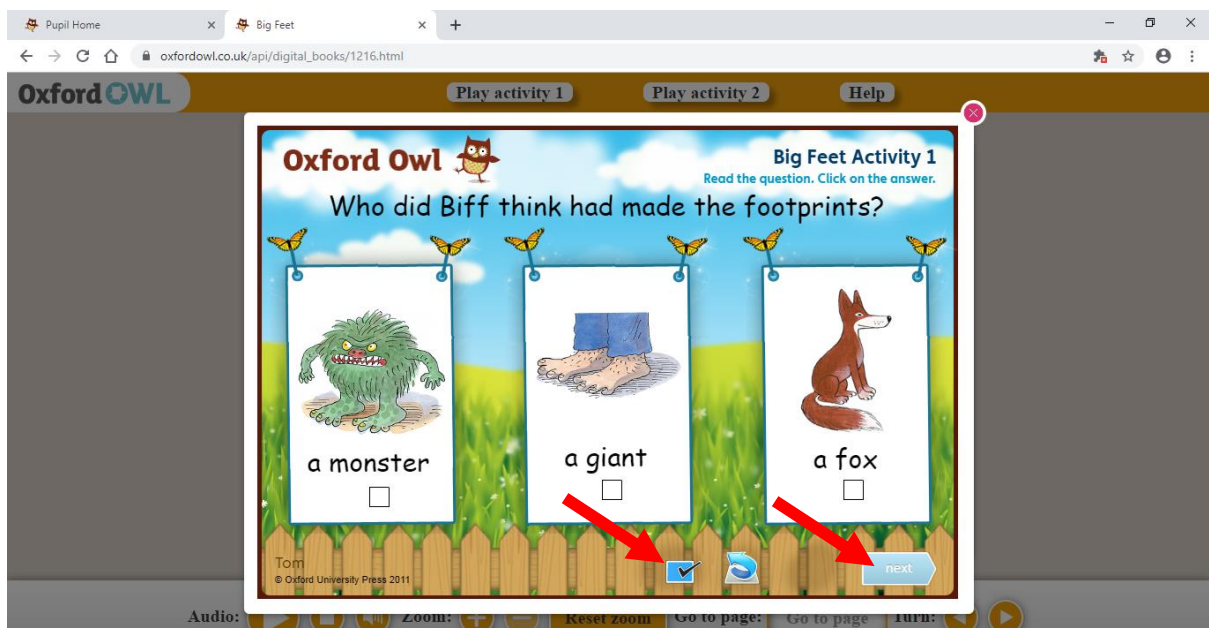 Pupil Home
Big Feet
oxfordowl.co.uk/api/digital_books/1216.html
Oxford OWL
Play activity 1
Play activity 2
Help
Oxford Owl
Big Feet Activity 1
Read the question. Click on the answer.
Who did Biff think had made the footprints?
a monster
a giant
a fox
Tom
© Oxford University Press 2011
next
Audio:
Zoom:
Reset zoom
Go to page:
Go to page
Turn: